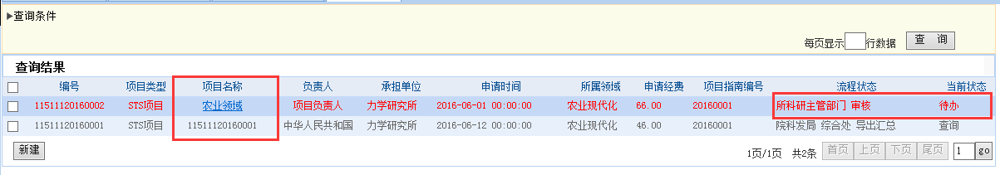 ▶查询条件
每页显示 行数据 查 询
查询结果
编号 项目类型 项目名称 负责人 承担单位 申请时间 所属领域 申请经费 项目指南编号 流程状态 当前状态
11511120160002 STS项目 农业领域 项目负责人 力学研究所 2016-06-01 00:00:00 农业现代化 66.00 20160001 所科研主管部门 审核 待办
11511120160001 STS项目 11511120160001 中华人民共和国 力学研究所 2016-06-12 00:00:00 农业现代化 46.00 20160001 院科发局 综合处 导出汇总 查询
新建 1页/1页 共2条 首页 上页 下页 尾页 1 go